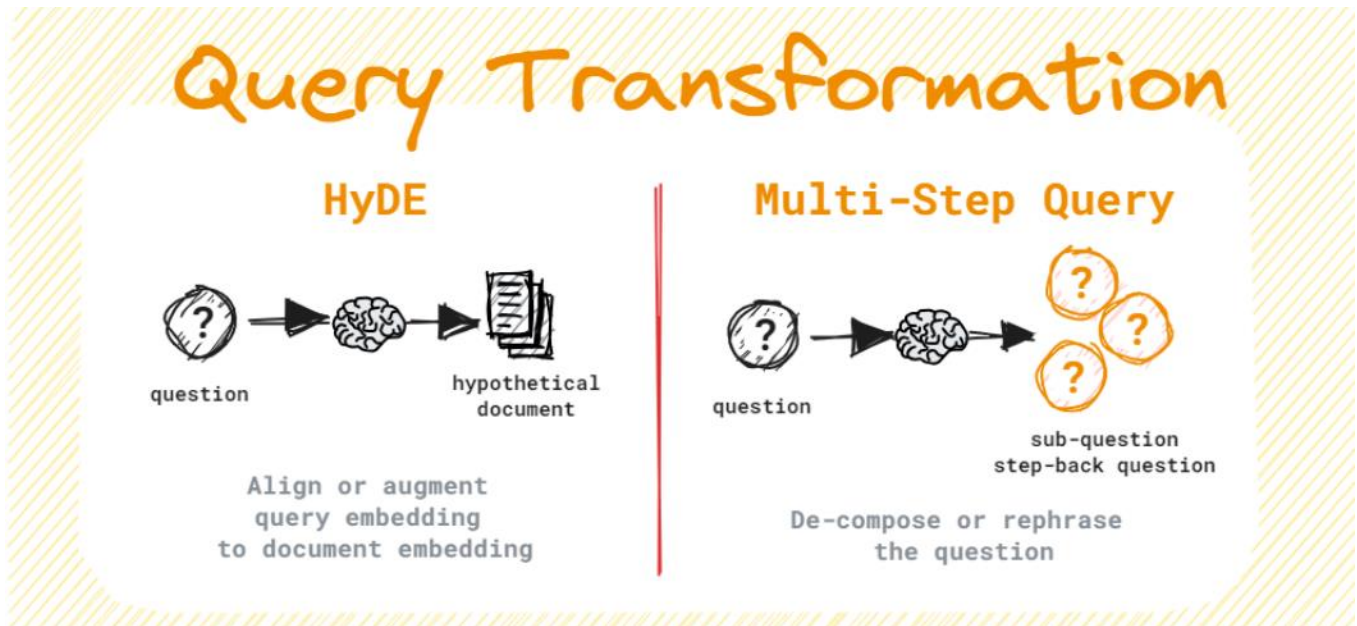 Query Transformation
HyDE
?
question
hypothetical
document
Align or augment
query embedding
to document embedding
Multi-Step Query
?
question
?
?
?
sub-question
step-back question
De-compose or rephrase
the question